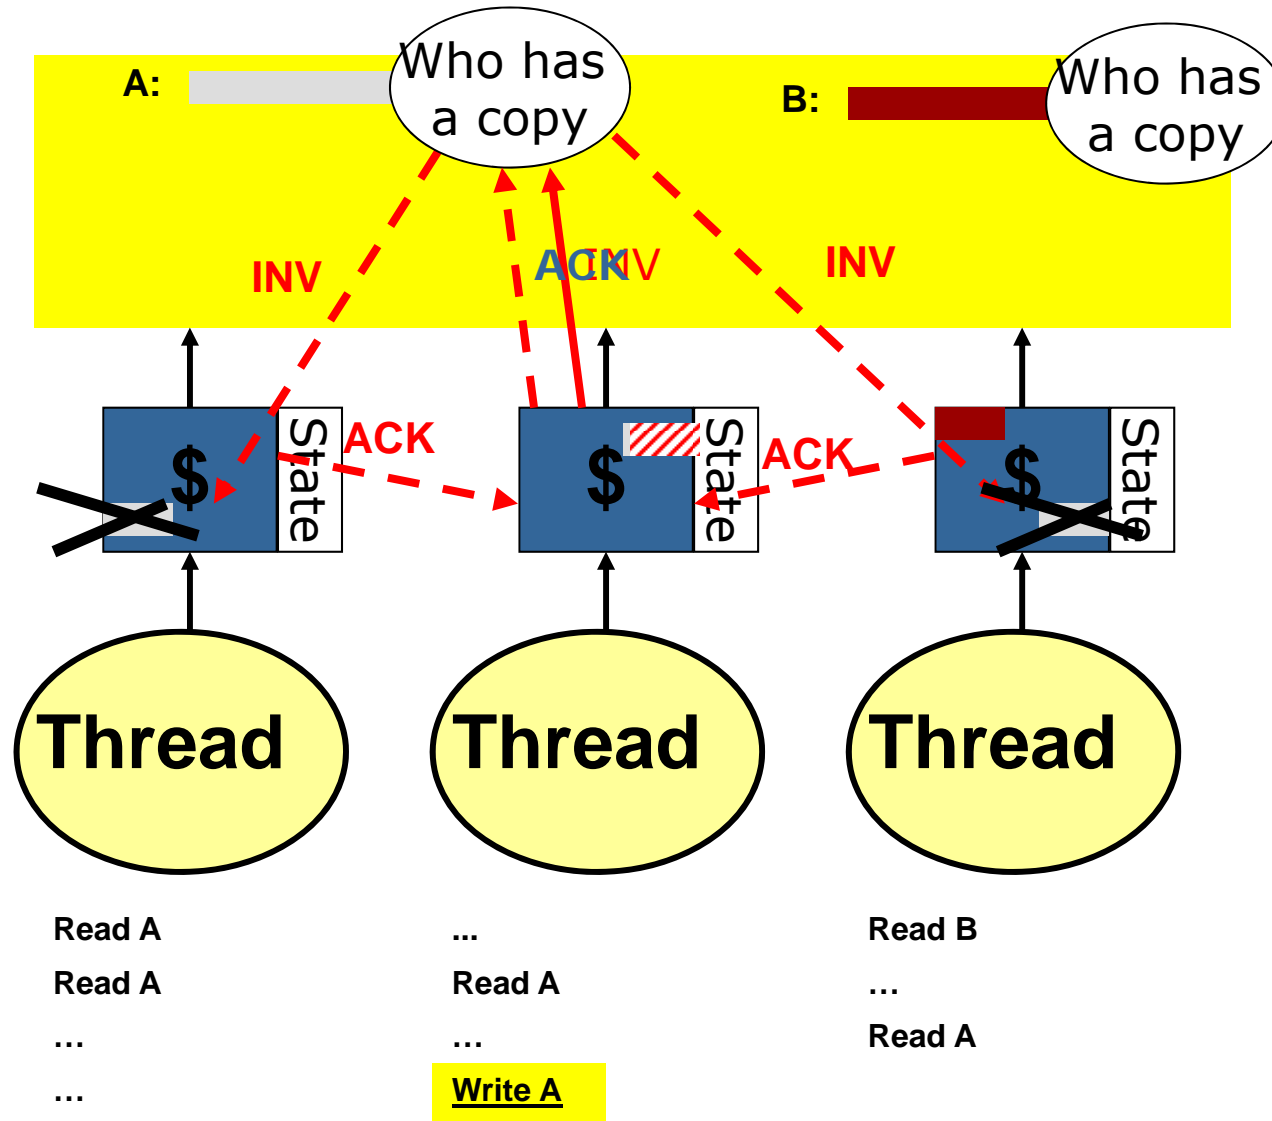 Who has
a copy
A:
Who has
a copy
B:
INV
ACK
INV
INV
$
State
ACK
$
State
ACK
$
State
Thread
Thread
Thread
Read A
...
Read B
Read A
Read A
…
…
…
Read A
…
Write A